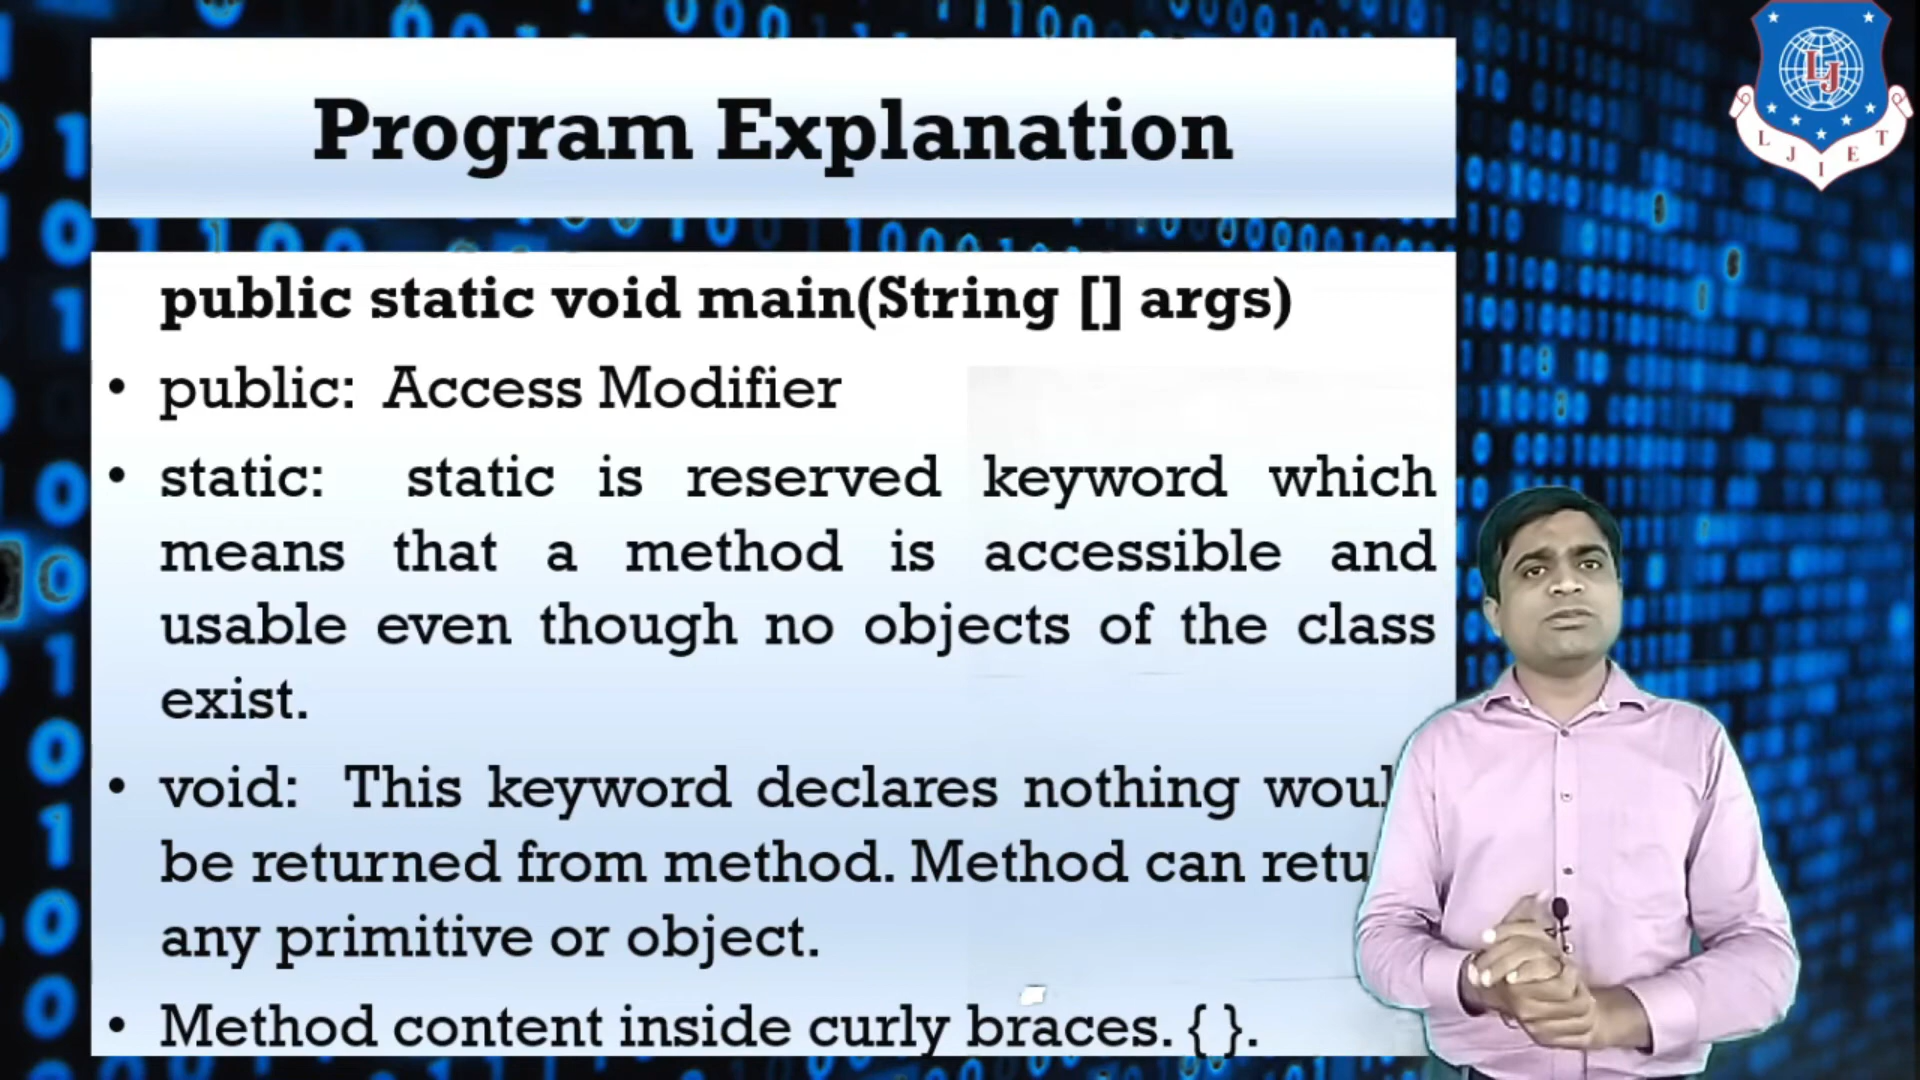 Program Explanation
L J I E T
LJ
public static void main(String [] args)
• public: Access Modifier
• static: static is reserved keyword which
means that a method is accessible and
usable even though no objects of the class
exist.
• void: This keyword declares nothing
be returned from method. Method can
any primitive or object.
• Method content inside curly braces. { }.